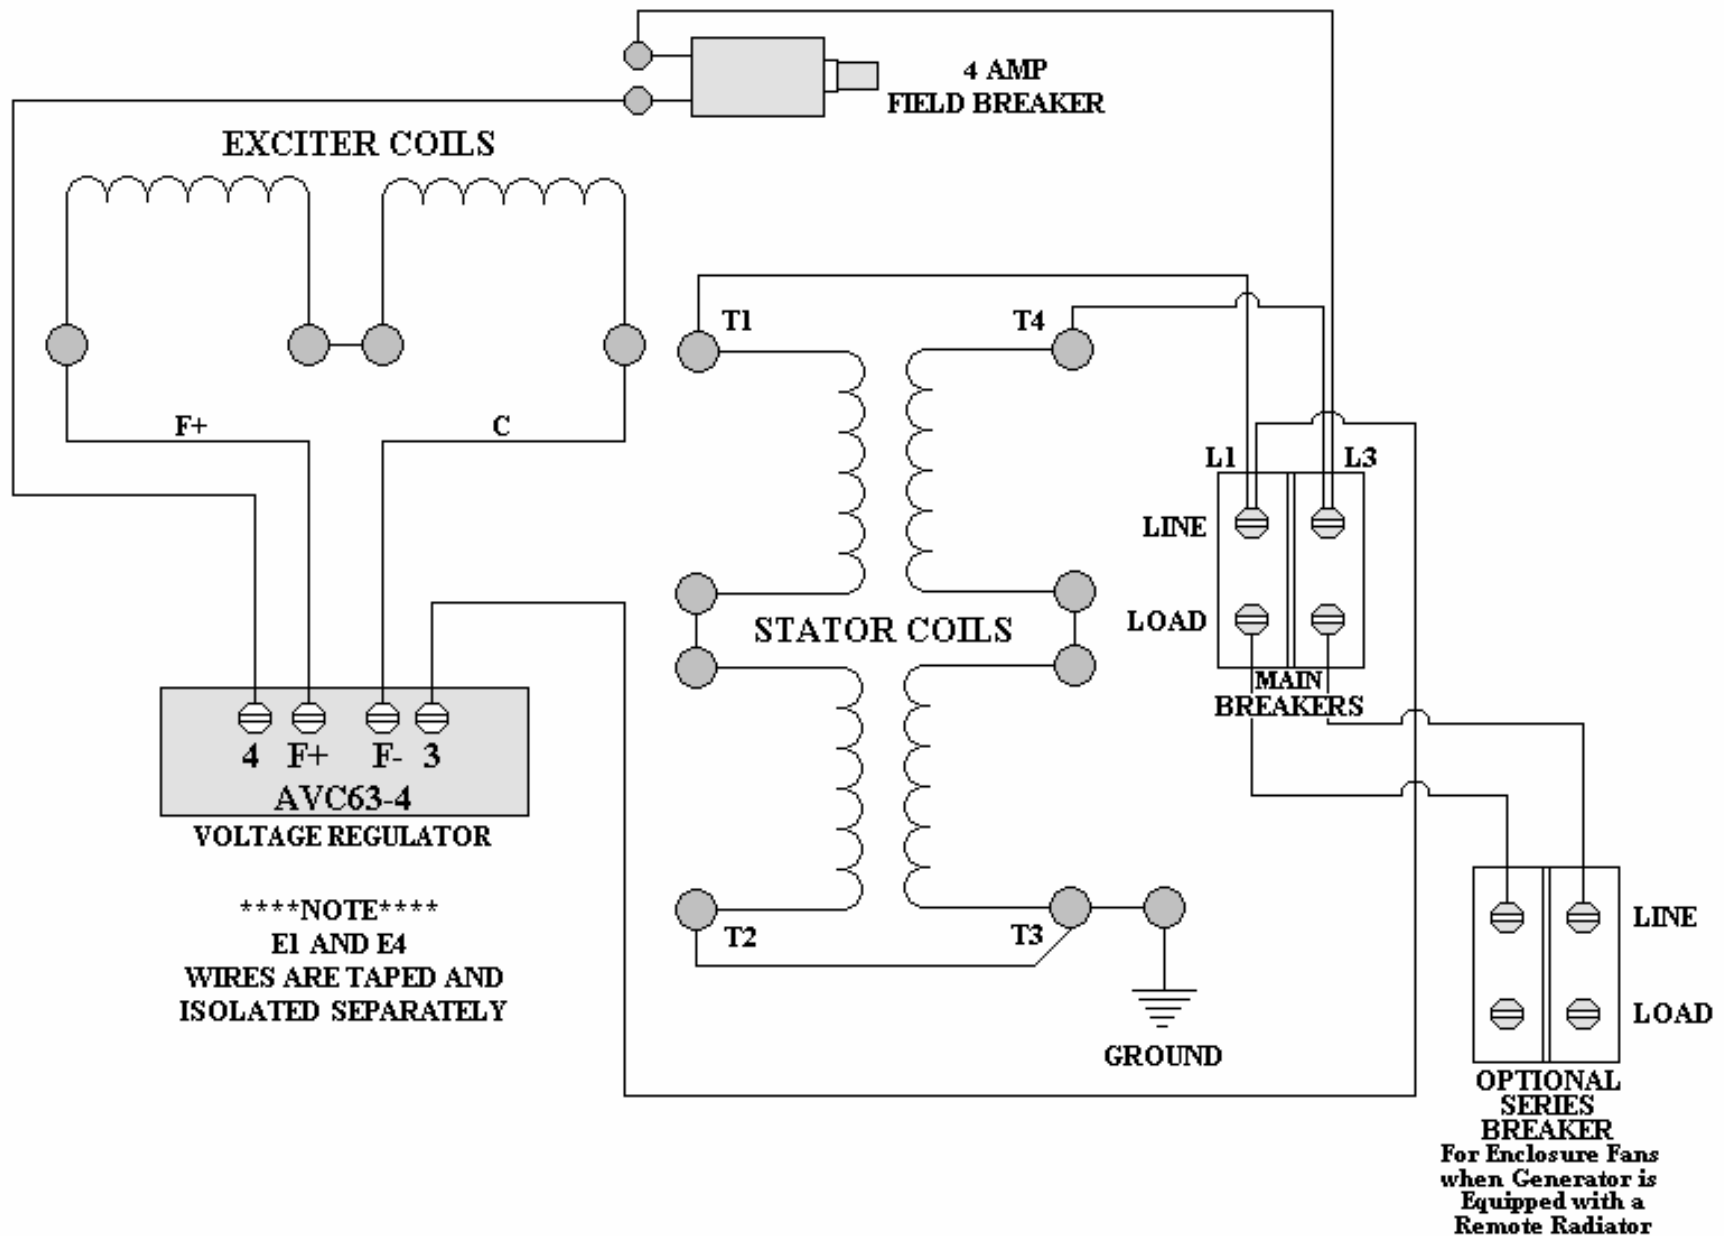 4 AMP
FIELD BREAKER
EXCITER COILS
T1
T4
F+
C
L1
L3
LINE
LOAD
STATOR COILS
MAIN
BREAKERS
4 F+ F- 3
AVC63-4
VOLTAGE REGULATOR
****NOTE****
E1 AND E4
WIRES ARE TAPED AND
ISOLATED SEPARATELY
T2
T3
GROUND
LINE
LOAD
OPTIONAL
SERIES
BREAKER
For Enclosure Fans
when Generator is
Equipped with a
Remote Radiator